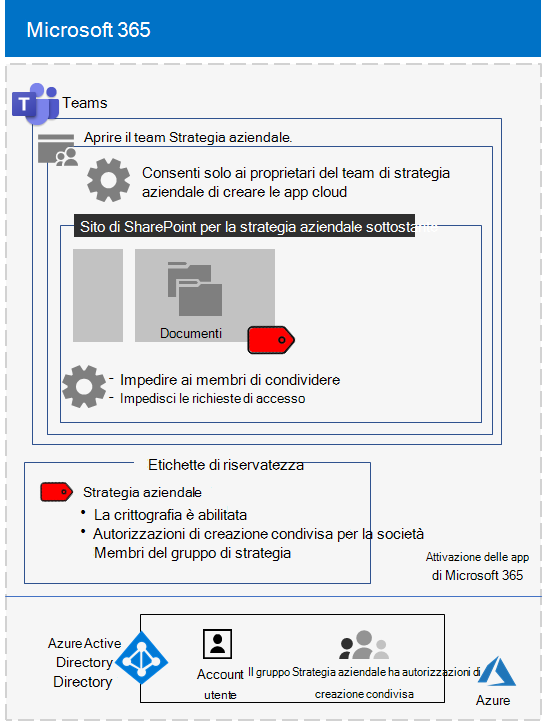 Microsoft 365
T
Teams
Aprire il team Strategia aziendale.
Consenti solo ai proprietari del team di strategia
aziendale di creare le app cloud
Sito di SharePoint per la strategia aziendale sottostante
Documenti
- Impedire ai membri di condividere
- Impedisci le richieste di accesso
Etichette di riservatezza
Strategia aziendale
• La crittografia è abilitata
• Autorizzazioni di creazione condivisa per la società
Membri del gruppo di strategia
Attivazione delle app
di Microsoft 365
Azure Active
Directory
Directory
Account
utente
Il gruppo Strategia aziendale ha autorizzazioni di
creazione condivisa
Azure